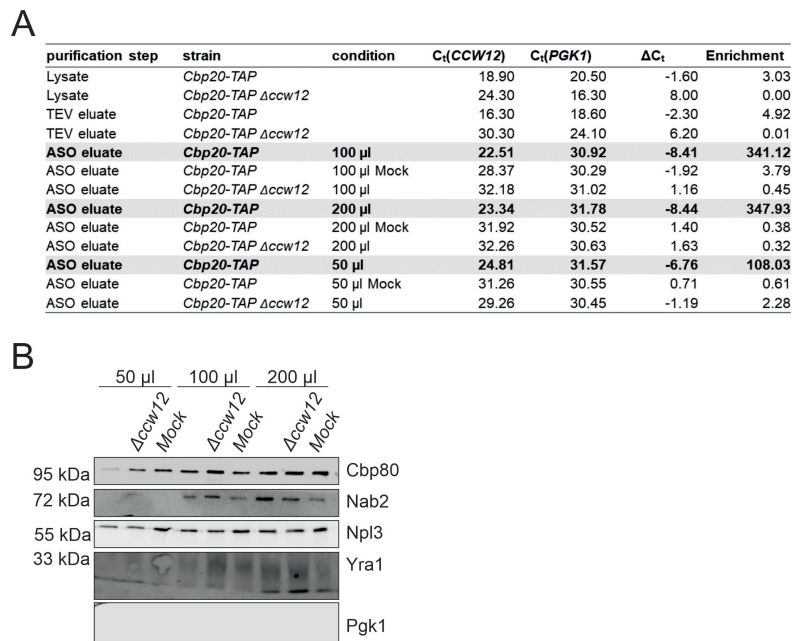 A
purification step strain condition Ct(CCW12) Ct(PGK1) ΔCt Enrichment
Lysate Cbp20-TAP 18.90 20.50 -1.60 3.03
Lysate Cbp20-TAP Δccw12 24.30 16.30 8.00 0.00
TEV eluate Cbp20-TAP 16.30 18.60 -2.30 4.92
TEV eluate Cbp20-TAP Δccw12 30.30 24.10 6.20 0.01
ASO eluate Cbp20-TAP 100 µl 22.51 30.92 -8.41 341.12
ASO eluate Cbp20-TAP 100 µl Mock 28.37 30.29 -1.92 3.79
ASO eluate Cbp20-TAP Δccw12 100 µl 32.18 31.02 1.16 0.45
ASO eluate Cbp20-TAP 200 µl 23.34 31.78 -8.44 347.93
ASO eluate Cbp20-TAP 200 µl Mock 31.92 30.52 1.40 0.38
ASO eluate Cbp20-TAP Δccw12 200 µl 32.26 30.63 1.63 0.32
ASO eluate Cbp20-TAP 50 µl 24.81 31.57 -6.76 108.03
ASO eluate Cbp20-TAP 50 µl Mock 31.26 30.55 0.71 0.61
ASO eluate Cbp20-TAP Δccw12 50 µl 29.26 30.45 -1.19 2.28
B
50 µl 100 µl 200 µl
Δccw12 Mock Δccw12 Mock Δccw12 Mock
95 kDa Cbp80
72 kDa Nab2
55 kDa Npl3
33 kDa Yra1
Pgk1